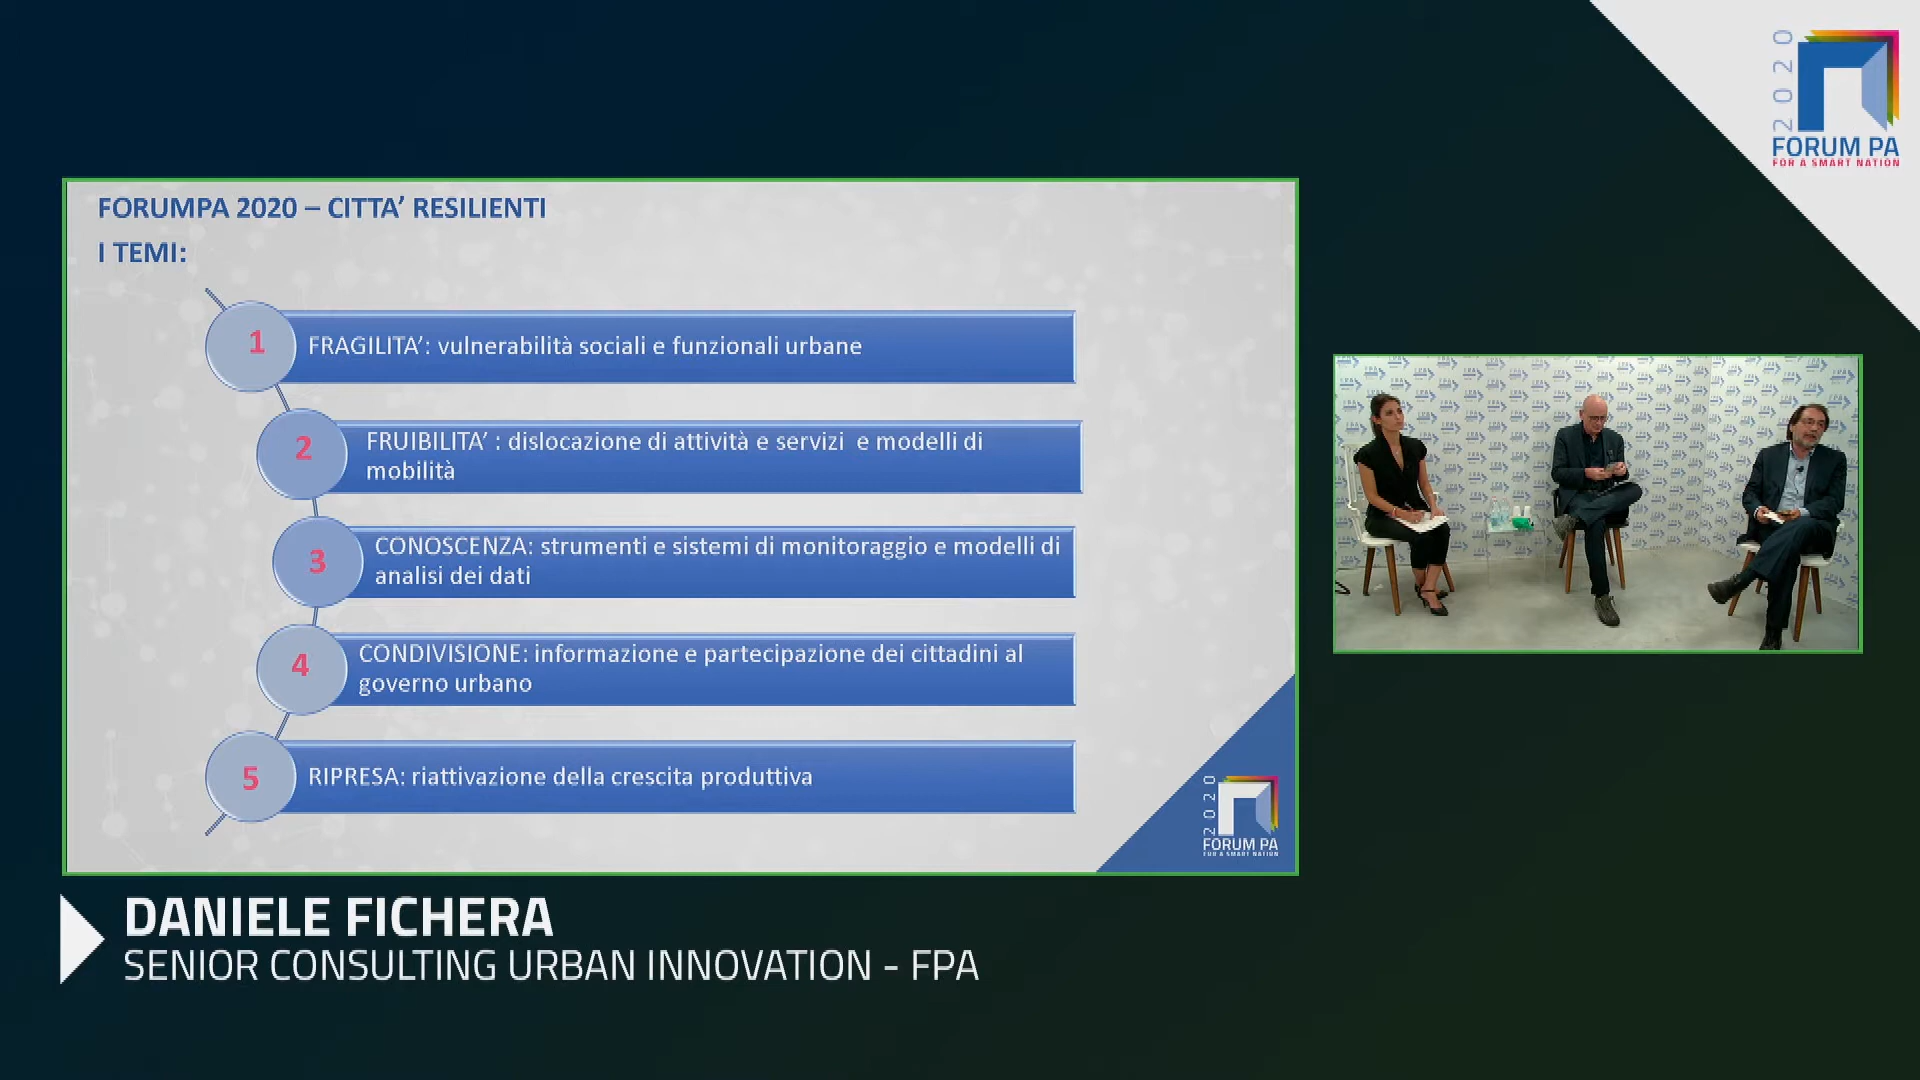 2020
FORUM PA
FOR A SMART NATION
FORUMPA 2020 – CITTA’ RESILIENTI
I TEMI:
1
FRAGILITA’: vulnerabilità sociali e funzionali urbane
2
FRUIBILITA’ : dislocazione di attività e servizi e modelli di
mobilità
3
CONOSCENZA: strumenti e sistemi di monitoraggio e modelli di
analisi dei dati
4
CONDIVISIONE: informazione e partecipazione dei cittadini al
governo urbano
5
RIPRESA: riattivazione della crescita produttiva
2020
FORUM PA
FOR A SMART NATION
DANIELE FICHERA
SENIOR CONSULTING URBAN INNOVATION - FPA